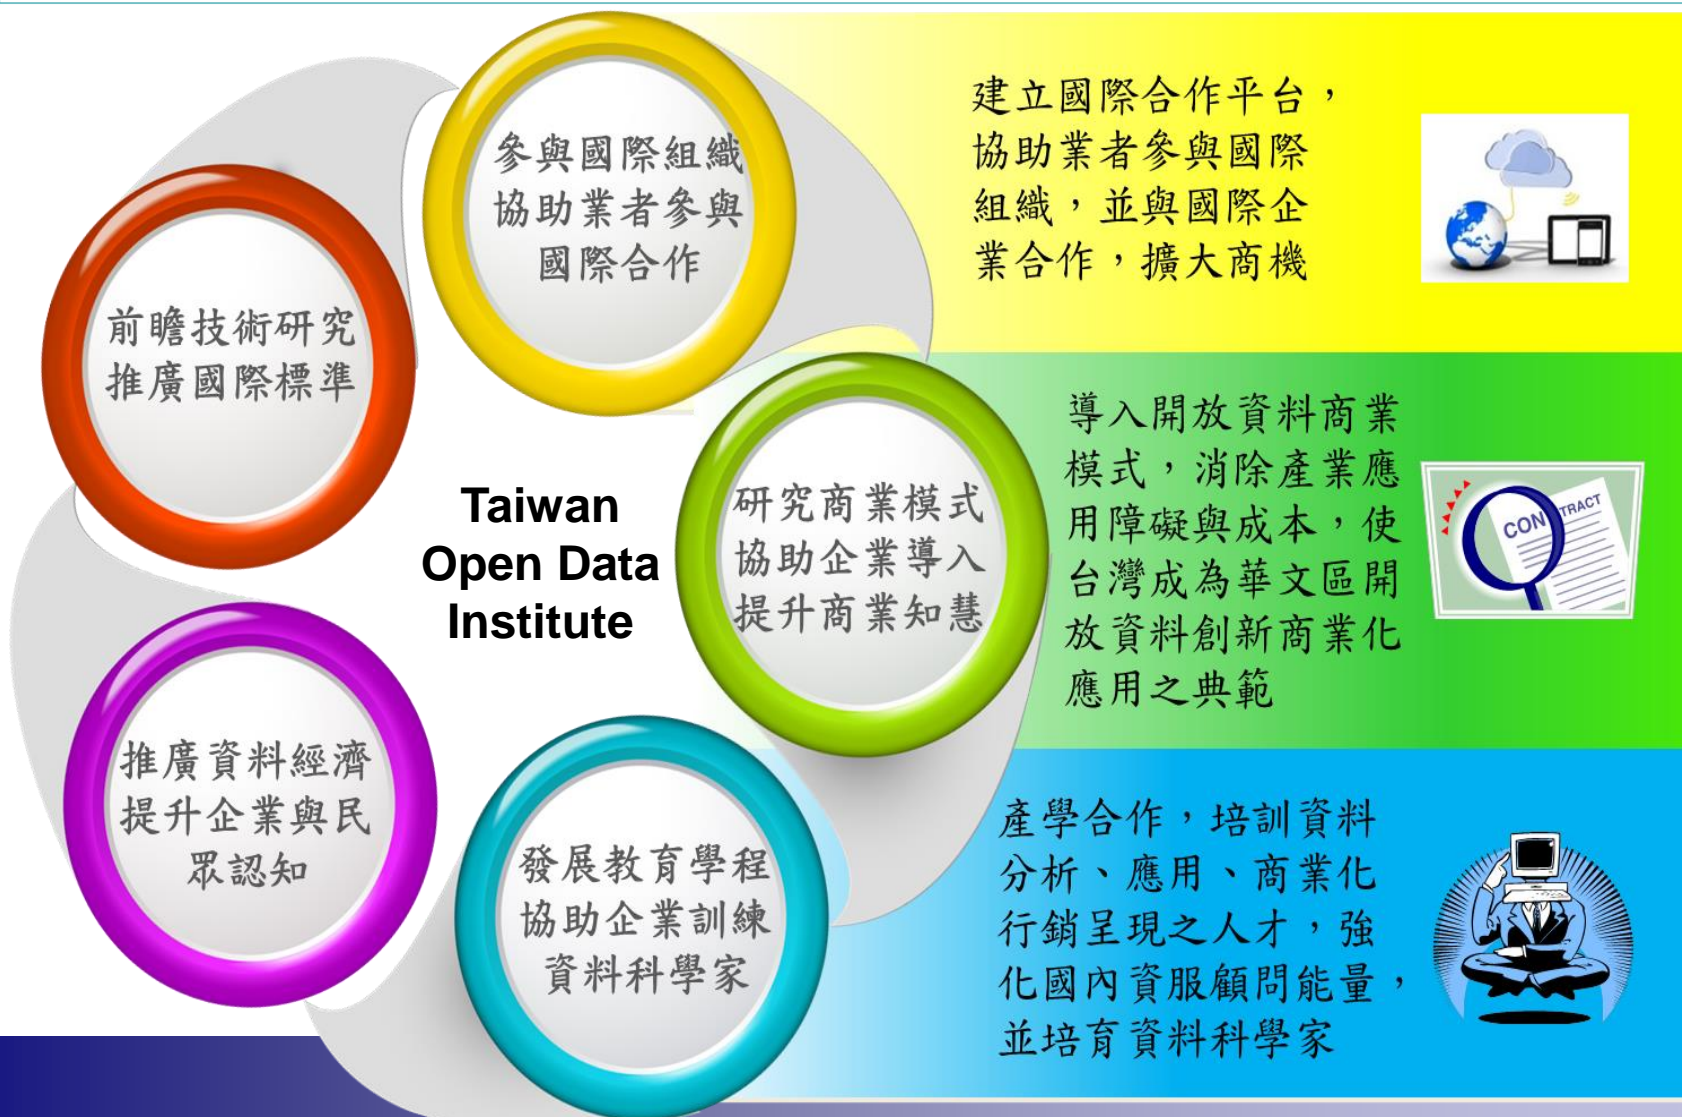 參與國際組織
協助業者參與
國際合作
前瞻技術研究
推廣國際標準
Taiwan
Open Data
Institute
研究商業模式
協助企業導入
提升商業知慧
推廣資料經濟
提升企業與民
眾認知
發展教育學程
協助企業訓練
資料科學家
建立國際合作平台，
協助業者參與國際
組織，並與國際企
業合作，擴大商機
導入開放資料商業
模式，消除產業應
用障礙與成本，使
台灣成為華文區開
放資料創新商業化
應用之典範
CONTRACT
產學合作，培訓資料
分析、應用、商業化
行銷呈現之人才，強
化國內資服顧問能量，
並培育資料科學家